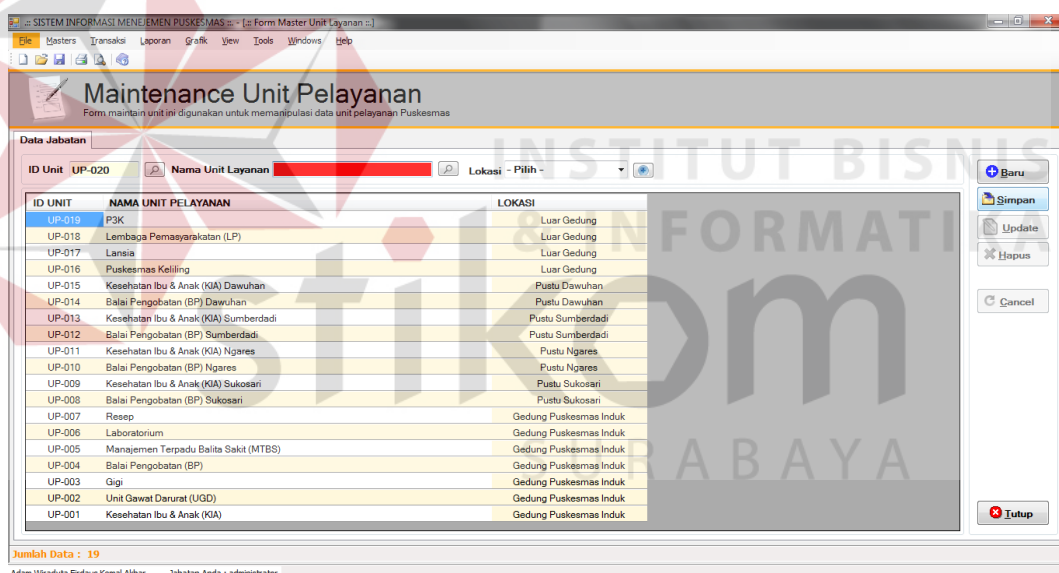 .:: SISTEM INFORMASI MENEJEMEN PUSKESMAS ::. - [.:: Form Master Unit Layanan ::.]
File Masters Transaksi Laporan Grafik View Tools Windows Help
Maintenance Unit Pelayanan
Form maintain unit ini digunakan untuk memanipulasi data unit pelayanan Puskesmas
Data Jabatan
ID Unit UP-020 Nama Unit Layanan Lokasi - Pilih -
Baru
Simpan
Update
Hapus
Cancel
Tutup
ID UNIT NAMA UNIT PELAYANAN LOKASI
UP-019 P3K Luar Gedung
UP-018 Lembaga Pemasyarakatan (LP) Luar Gedung
UP-017 Lansia Luar Gedung
UP-016 Puskesmas Keliling Luar Gedung
UP-015 Kesehatan Ibu & Anak (KIA) Dawuhan Pustu Dawuhan
UP-014 Balai Pengobatan (BP) Dawuhan Pustu Dawuhan
UP-013 Kesehatan Ibu & Anak (KIA) Sumberdadi Pustu Sumberdadi
UP-012 Balai Pengobatan (BP) Sumberdadi Pustu Sumberdadi
UP-011 Kesehatan Ibu & Anak (KIA) Ngares Pustu Ngares
UP-010 Balai Pengobatan (BP) Ngares Pustu Ngares
UP-009 Kesehatan Ibu & Anak (KIA) Sukosari Pustu Sukosari
UP-008 Balai Pengobatan (BP) Sukosari Pustu Sukosari
UP-007 Resep Gedung Puskesmas Induk
UP-006 Laboratorium Gedung Puskesmas Induk
UP-005 Manajemen Terpadu Balita Sakit (MTBS) Gedung Puskesmas Induk
UP-004 Balai Pengobatan (BP) Gedung Puskesmas Induk
UP-003 Gigi Gedung Puskesmas Induk
UP-002 Unit Gawat Darurat (UGD) Gedung Puskesmas Induk
UP-001 Kesehatan Ibu & Anak (KIA) Gedung Puskesmas Induk
Jumlah Data : 19
Adam Wiraduta Firdaus Kemal Akbar Jabatan Anda : administrator
INSTITUT BISNIS
& INFORMATIKA
stikom
SURABAYA